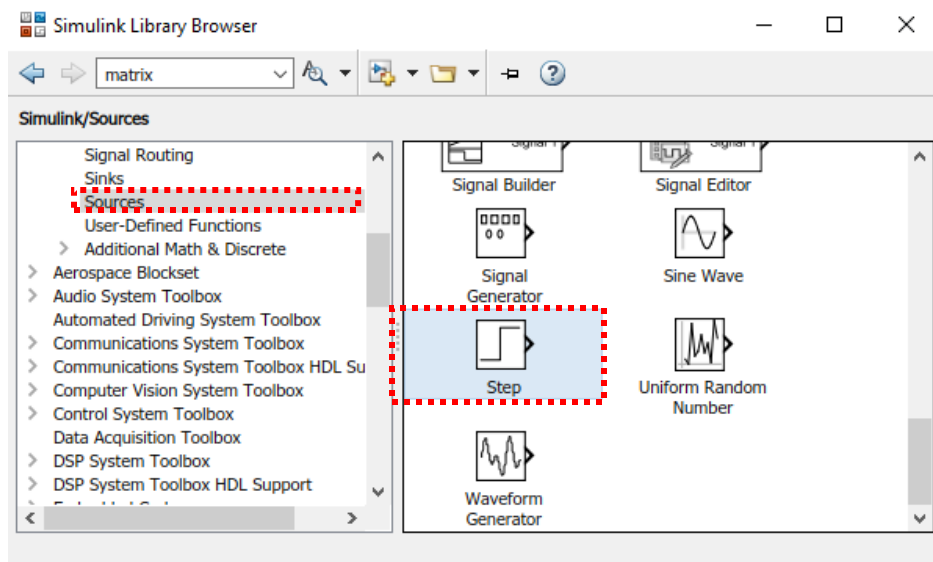 Simulink Library Browser
matrix
Simulink/Sources
Signal Routing
Sinks
Sources
User-Defined Functions
Additional Math & Discrete
Aerospace Blockset
Audio System Toolbox
Automated Driving System Toolbox
Communications System Toolbox
Communications System Toolbox HDL Su
Computer Vision System Toolbox
Control System Toolbox
Data Acquisition Toolbox
DSP System Toolbox
DSP System Toolbox HDL Support
Signal Builder
Signal Editor
Signal
Generator
Sine Wave
Step
Uniform Random
Number
Waveform
Generator